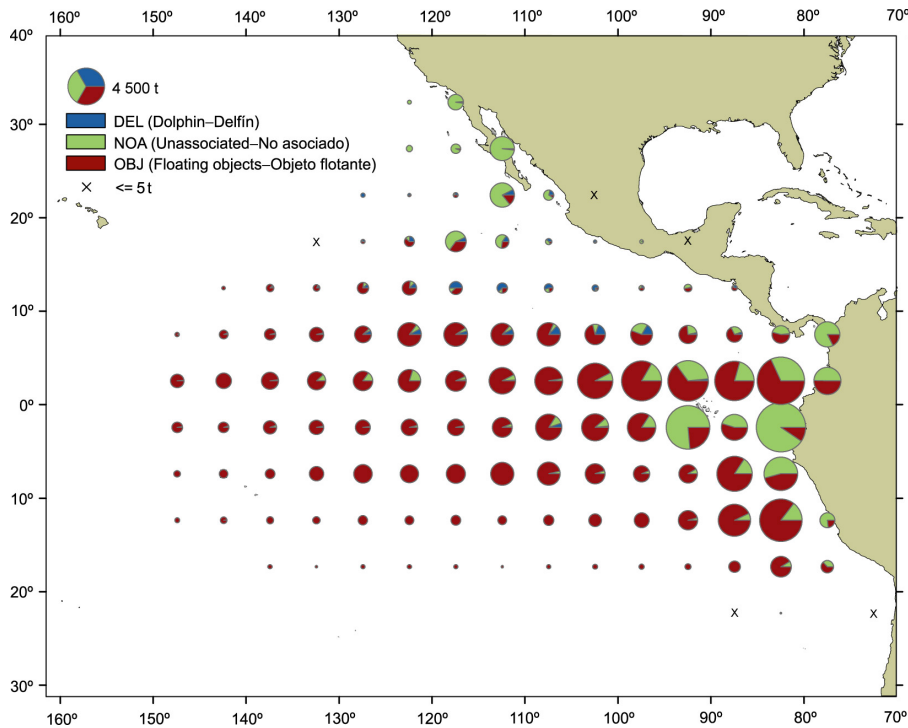 160º 150º 140º 130º 120º 110º 100º 90º 80º 70º
40º
30º
20º
10º
0º
10º
20º
30º
4 500 t
DEL (Dolphin–Delfín)
NOA (Unassociated–No asociado)
OBJ (Floating objects–Objeto flotante)
X <= 5 t
X
X
X
X
X
160º 150º 140º 130º 120º 110º 100º 90º 80º 70º